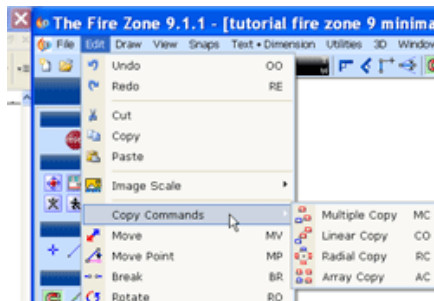 The Fire Zone 9.1.1 - [tutorial fire zone 9 minima
File Edit Draw View Snaps Text • Dimension Utilities 3D Window
Undo OO
Redo RE
Cut
Copy
Paste
Image Scale
Copy Commands
Multiple Copy MC
Move MV
Linear Copy CO
Move Point MP
Radial Copy RC
Break BR
Array Copy AC
Rotate RO